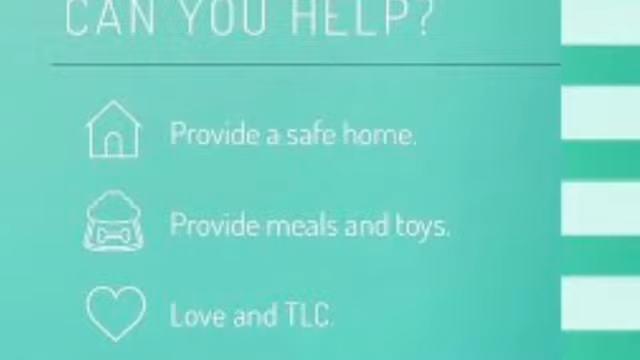 CAN YOU HELP?
Provide a safe home.
Provide meals and toys.
Love and TLC.